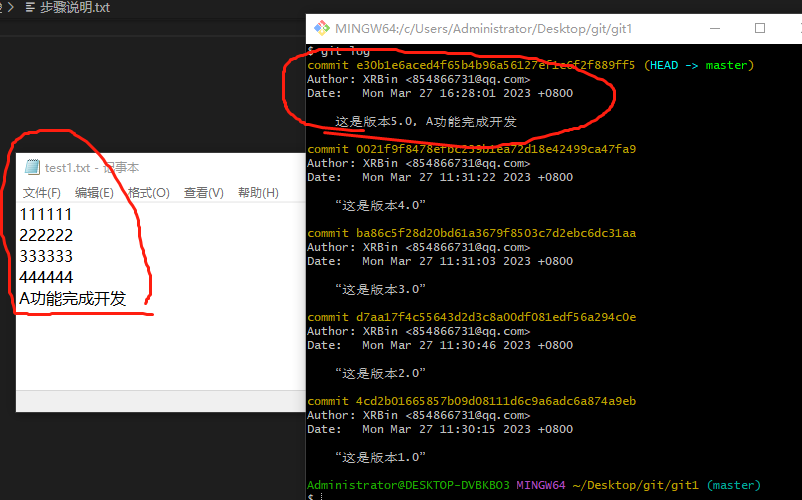 步骤说明.txt
MINGW64:/c/Users/Administrator/Desktop/git/git1
$ git log
(HEAD -> master)
Author: XRBin <854866731@qq.com>
Date: Mon Mar 27 16:28:01 2023 +0800
这是版本5.0, A功能完成开发
commit
Author: XRBin <854866731@qq.com>
Date: Mon Mar 27 11:31:22 2023 +0800
“这是版本4.0”
commit ba86c5f28d20bd61a3679f8503c7d2ebc6dc31aa
Author: XRBin <854866731@qq.com>
Date: Mon Mar 27 11:31:03 2023 +0800
“这是版本3.0”
commit d7aa17f4c55643d2d3c8a00df081edf56a294c0e
Author: XRBin <854866731@qq.com>
Date: Mon Mar 27 11:30:46 2023 +0800
“这是版本2.0”
commit 4cd2b01665857b09d08111d6c9a6adc6a874a9eb
Author: XRBin <854866731@qq.com>
Date: Mon Mar 27 11:30:15 2023 +0800
“这是版本1.0”
Administrator@DESKTOP-DVBKBO3 MINGW64 ~/Desktop/git/git1 (master)
$
test1.txt - 记事本
文件(F) 编辑(E) 格式(O) 查看(V) 帮助(H)
111111
222222
333333
444444
A功能完成开发